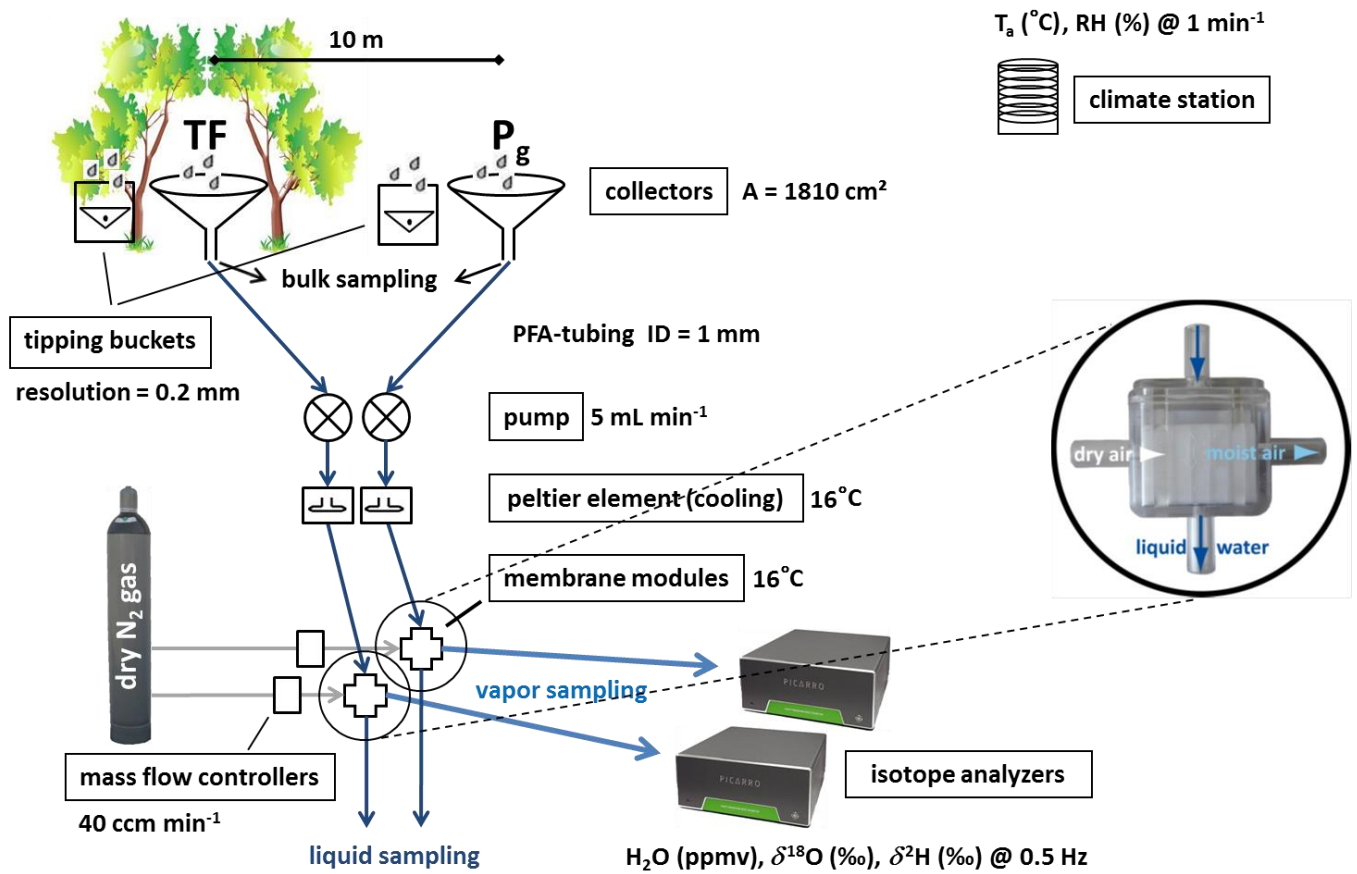 10 m
Tₐ (°C), RH (%) @ 1 min⁻¹
climate station
TF
P_g
collectors
A = 1810 cm²
bulk sampling
tipping buckets
resolution = 0.2 mm
PFA-tubing ID = 1 mm
pump
5 mL min⁻¹
peltier element (cooling)
16°C
membrane modules
16°C
dry air
moist air
liquid water
dry N₂ gas
vapor sampling
PICARRO
PICARRO
mass flow controllers
40 ccm min⁻¹
isotope analyzers
liquid sampling
H₂O (ppmv), δ¹⁸O (‰), δ²H (‰) @ 0.5 Hz